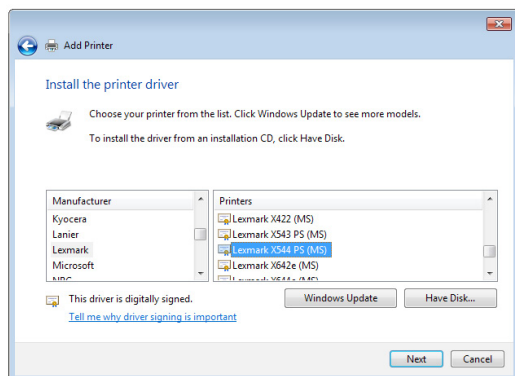 Add Printer
Install the printer driver
Choose your printer from the list. Click Windows Update to see more models.
To install the driver from an installation CD, click Have Disk.
Manufacturer
Kyocera
Lanier
Lexmark
Microsoft
Printers
Lexmark X422 (MS)
Lexmark X543 PS (MS)
Lexmark X544 PS (MS)
Lexmark X642e (MS)
This driver is digitally signed.
Tell me why driver signing is important
Windows Update
Have Disk...
Next
Cancel